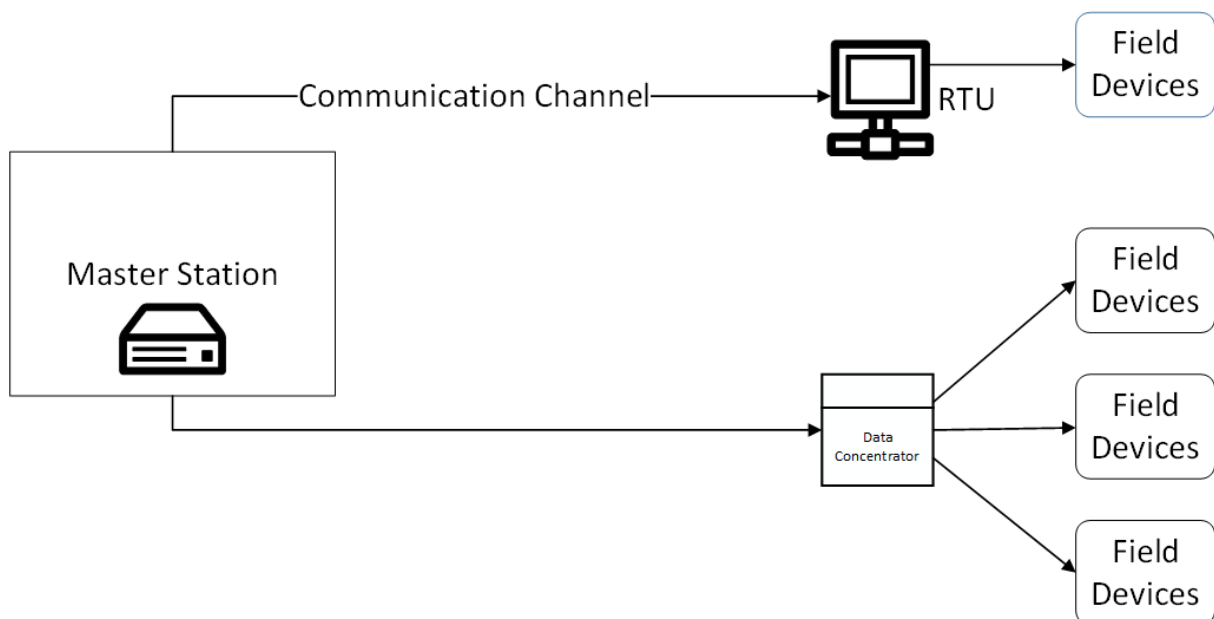 Field
Devices
Communication Channel
RTU
Master Station
Field
Devices
Data
Concentrator
Field
Devices
Field
Devices